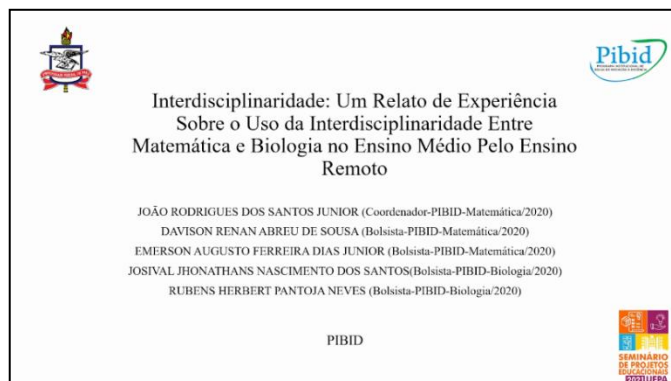 Pibid
Interdisciplinaridade: Um Relato de Experiência
Sobre o Uso da Interdisciplinaridade Entre
Matemática e Biologia no Ensino Médio Pelo Ensino
Remoto
JOÃO RODRIGUES DOS SANTOS JUNIOR (Coordenador-PIBID-Matemática/2020)
DAVISON RENAN ABREU DE SOUSA (Bolsista-PIBID-Matemática/2020)
EMERSON AUGUSTO FERREIRA DIAS JUNIOR (Bolsista-PIBID-Matemática/2020)
JOSIVAL JHONATHANS NASCIMENTO DOS SANTOS(Bolsista-PIBID-Biologia/2020)
RUBENS HERBERT PANTOJA NEVES (Bolsista-PIBID-Biologia/2020)
PIBID
SEMINÁRIO
DE PROJETOS
EDUCACIONAIS
2021 UFPA